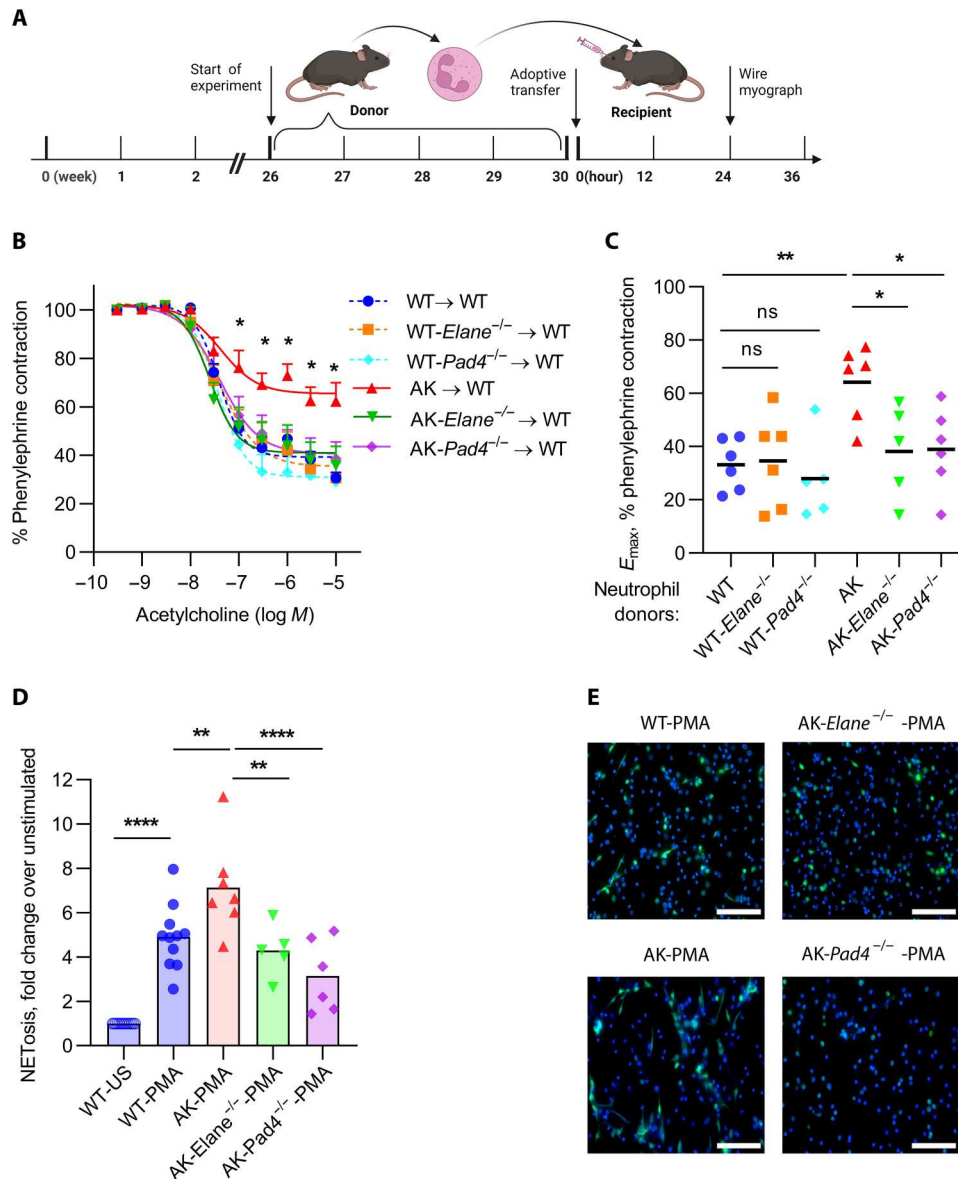 A
Start of
experiment
Donor
Adoptive
transfer
Recipient
Wire
myograph
0 (week)
1
2
26
27
28
29
30
0(hour)
12
24
36
B
% Phenylephrine contraction
100
80
60
40
20
0
−10
−9
−8
−7
−6
−5
Acetylcholine (log M)
*
*
*
*
*
WT→ WT
WT-Elane−/− → WT
WT-Pad4−/− → WT
AK → WT
AK-Elane−/− → WT
AK-Pad4−/− → WT
C
Emax, % phenylephrine contraction
100
80
60
40
20
0
**
*
*
ns
ns
Neutrophil
donors:
WT
WT-Elane−/−
WT-Pad4−/−
AK
AK-Elane−/−
AK-Pad4−/−
D
NETosis, fold change over unstimulated
12
10
8
6
4
2
0
****
**
****
**
WT-US
WT-PMA
AK-PMA
AK-Elane−/−-PMA
AK-Pad4−/−-PMA
E
WT-PMA
AK-Elane−/− -PMA
AK-PMA
AK-Pad4−/− -PMA